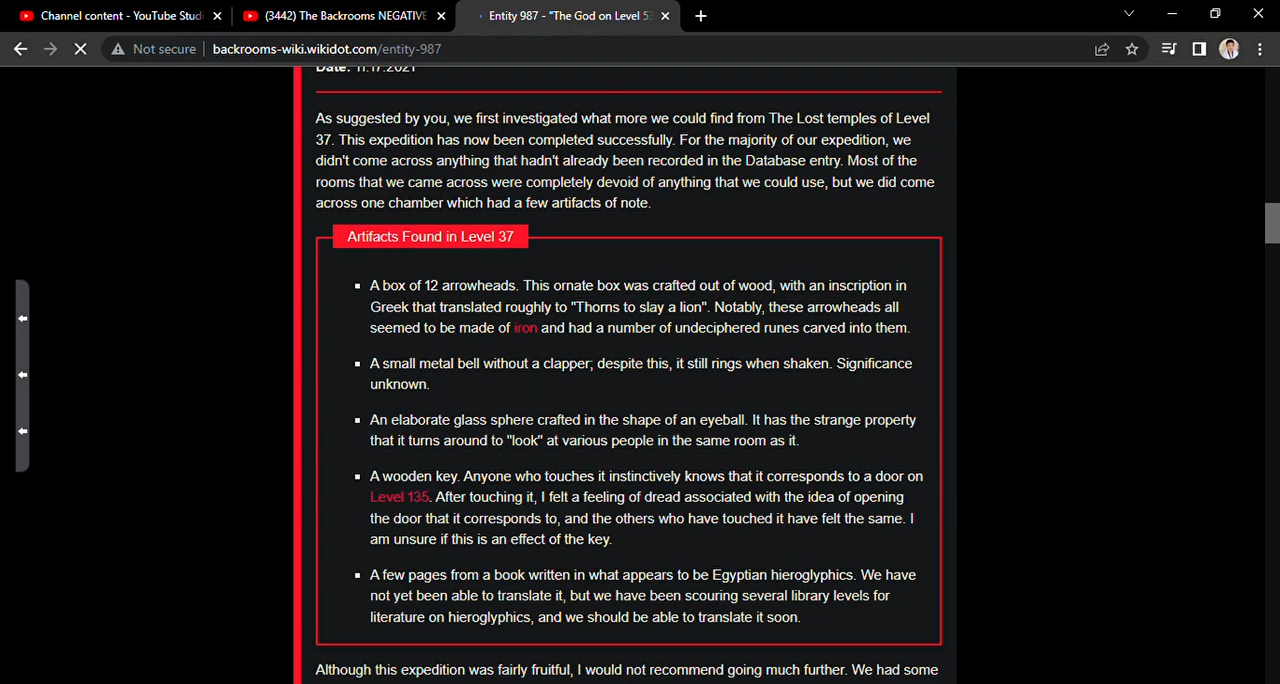 Channel content - YouTube Studi
(3442) The Backrooms NEGATIVE
Entity 987 - "The God on Level 53
Not secure
backrooms-wiki.wikidot.com/entity-987
Date: 11.17.2021
As suggested by you, we first investigated what more we could find from The Lost temples of Level
37. This expedition has now been completed successfully. For the majority of our expedition, we
didn't come across anything that hadn't already been recorded in the Database entry. Most of the
rooms that we came across were completely devoid of anything that we could use, but we did come
across one chamber which had a few artifacts of note.
Artifacts Found in Level 37
A box of 12 arrowheads. This ornate box was crafted out of wood, with an inscription in
Greek that translated roughly to "Thorns to slay a lion". Notably, these arrowheads all
seemed to be made of iron and had a number of undeciphered runes carved into them.
A small metal bell without a clapper; despite this, it still rings when shaken. Significance
unknown.
An elaborate glass sphere crafted in the shape of an eyeball. It has the strange property
that it turns around to "look" at various people in the same room as it.
A wooden key. Anyone who touches it instinctively knows that it corresponds to a door on
Level 135. After touching it, I felt a feeling of dread associated with the idea of opening
the door that it corresponds to, and the others who have touched it have felt the same. I
am unsure if this is an effect of the key.
A few pages from a book written in what appears to be Egyptian hieroglyphics. We have
not yet been able to translate it, but we have been scouring several library levels for
literature on hieroglyphics, and we should be able to translate it soon.
Although this expedition was fairly fruitful, I would not recommend going much further. We had some